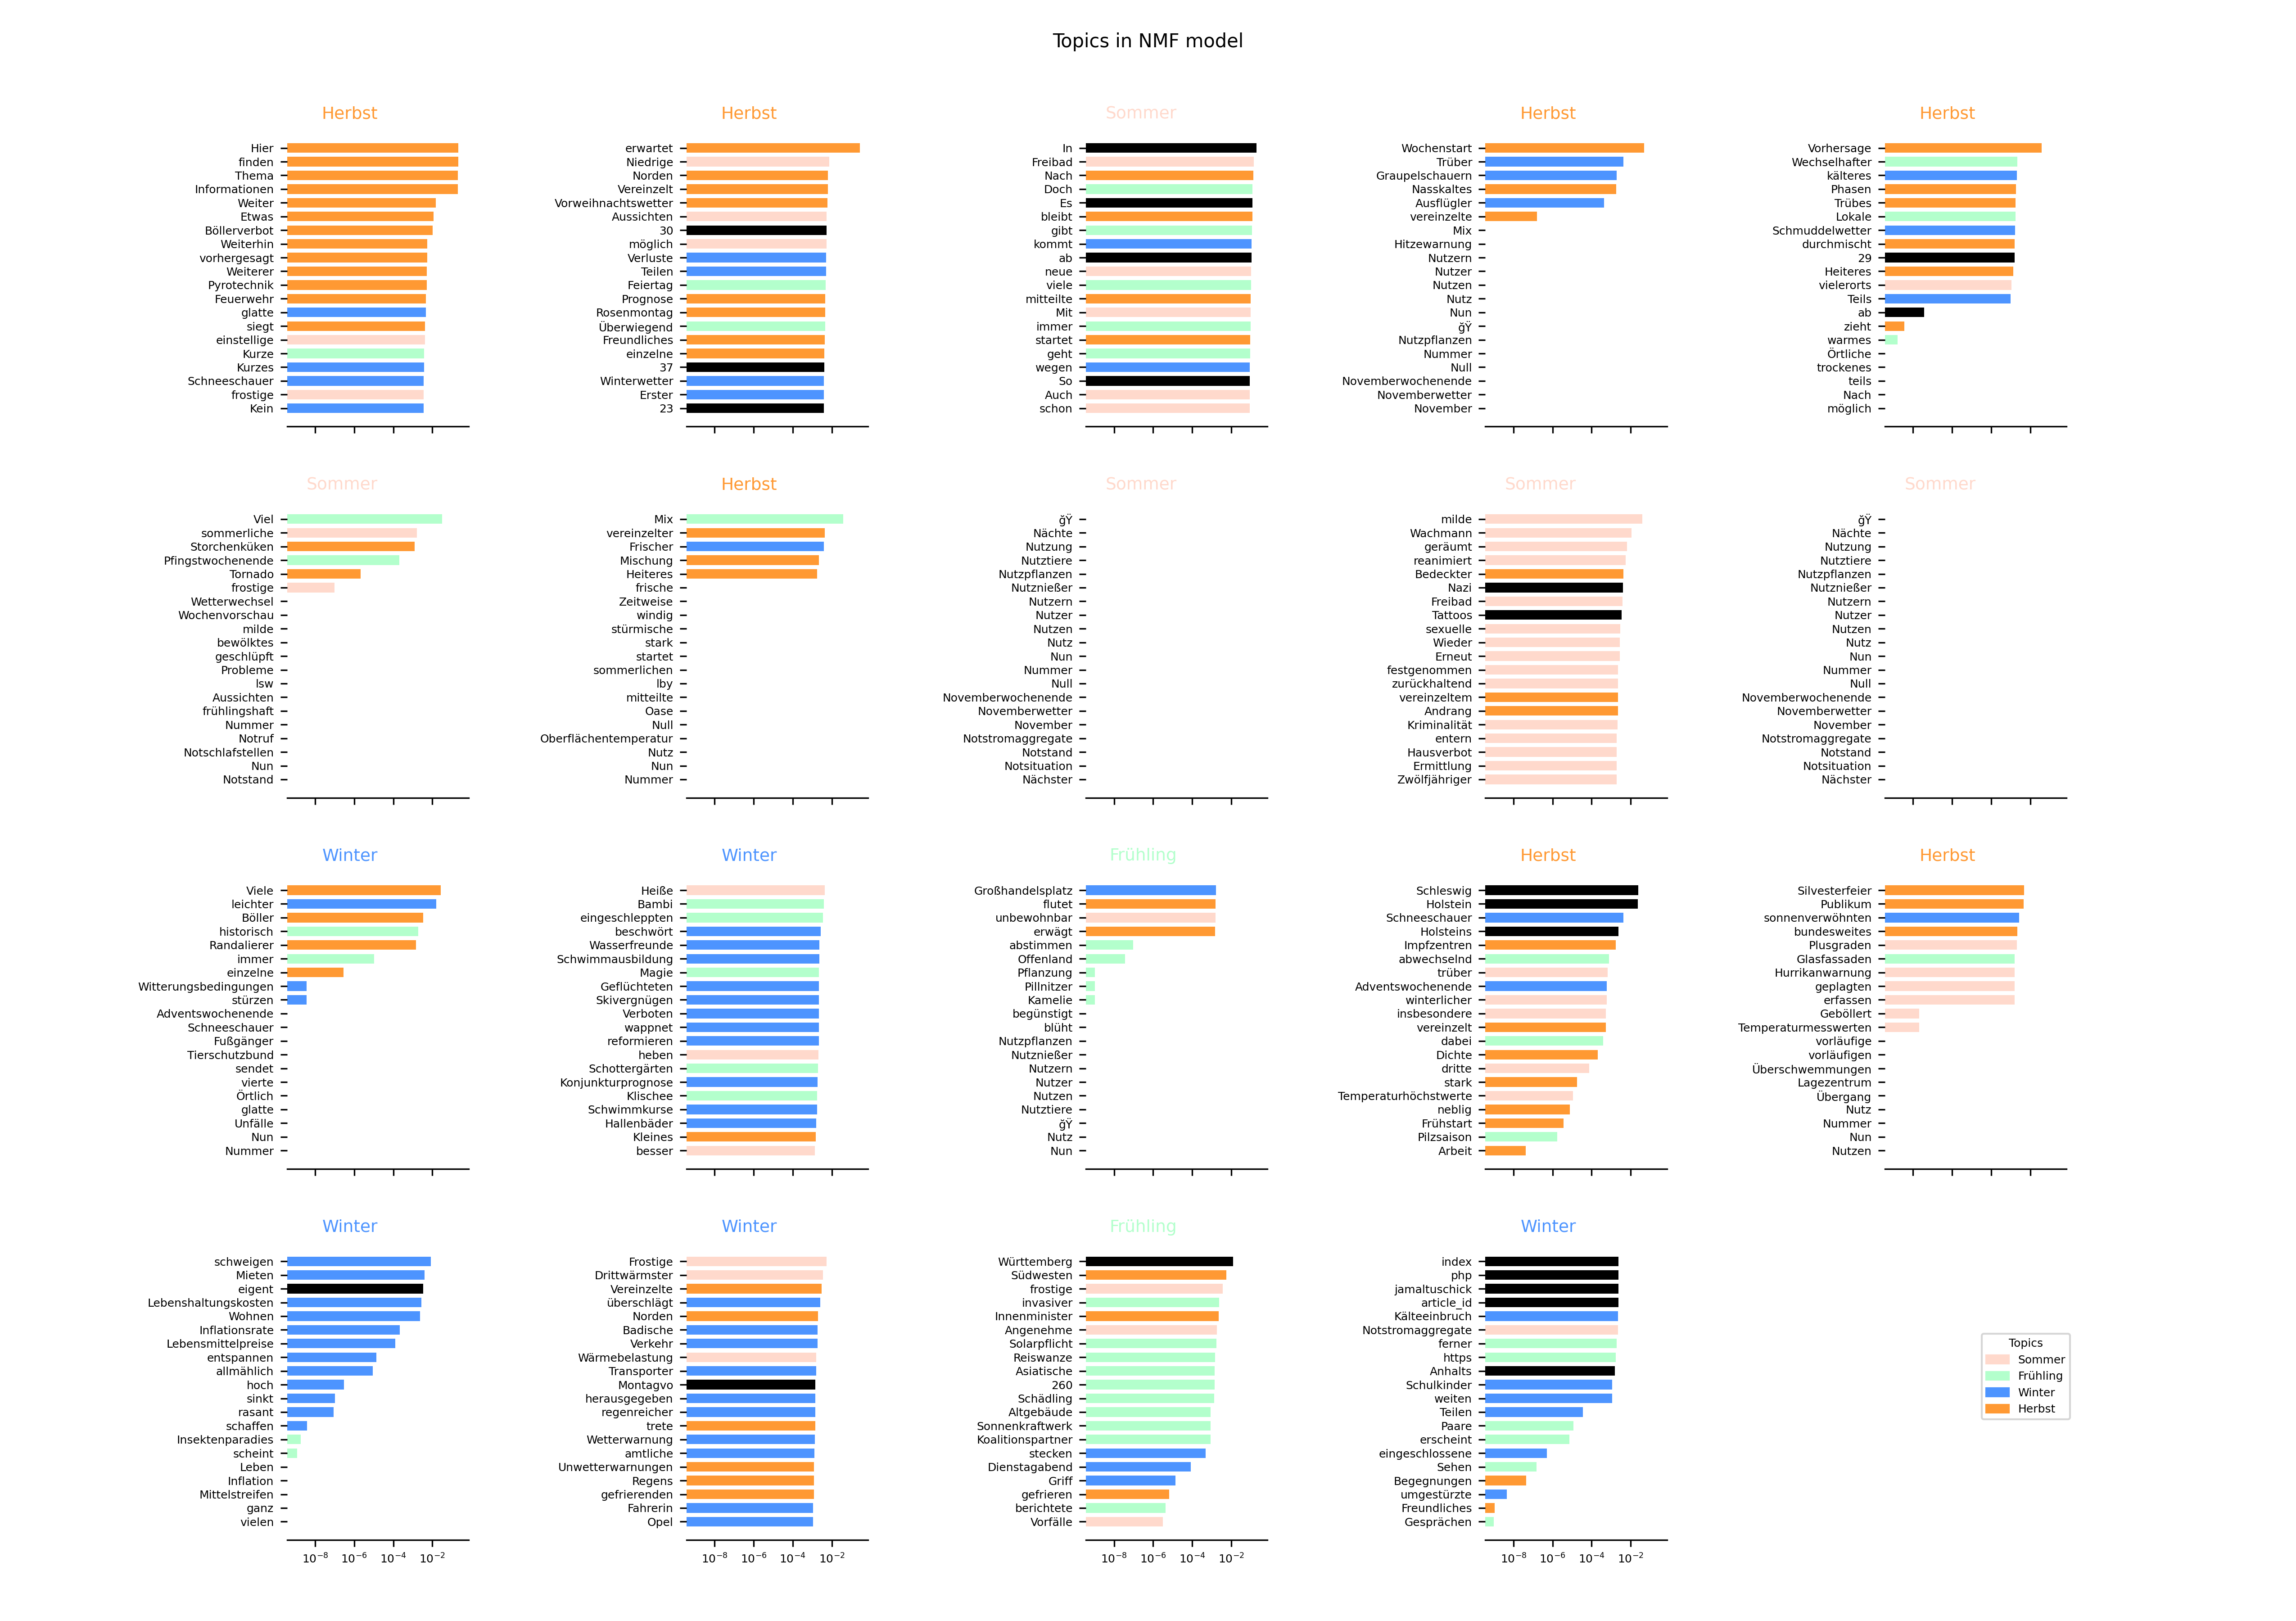 Topics in NMF model
Herbst
Hier
finden
Thema
Informationen
Weiter
Etwas
Böllerverbot
Weiterhin
vorhergesagt
Weiterer
Pyrotechnik
Feuerwehr
glatte
siegt
einstellige
Kurze
Kurzes
Schneeschauer
frostige
Kein
Herbst
erwartet
Niedrige
Norden
Vereinzelt
Vorweihnachtswetter
Aussichten
30
möglich
Verluste
Teilen
Feiertag
Prognose
Rosenmontag
Überwiegend
Freundliches
einzelne
37
Winterwetter
Erster
23
Sommer
In
Freibad
Nach
Doch
Es
bleibt
gibt
kommt
ab
neue
viele
mitteilte
Mit
immer
startet
geht
wegen
So
Auch
schon
Herbst
Wochenstart
Trüber
Graupelschauern
Nasskaltes
Ausflügler
vereinzelte
Mix
Hitzewarnung
Nutzern
Nutzer
Nutzen
Nutz
Nun
ğŸ
Nutzpflanzen
Nummer
Null
Novemberwochenende
Novemberwetter
November
Herbst
Vorhersage
Wechselhafter
kälteres
Phasen
Trübes
Lokale
Schmuddelwetter
durchmischt
29
Heiteres
vielerorts
Teils
ab
zieht
warmes
Örtliche
trockenes
teils
Nach
möglich
Sommer
Viel
sommerliche
Storchenküken
Pfingstwochenende
Tornado
frostige
Wetterwechsel
Wochenvorschau
milde
bewölktes
geschlüpft
Probleme
lsw
Aussichten
frühlingshaft
Nummer
Notruf
Notschlafstellen
Nun
Notstand
Herbst
Mix
vereinzelter
Frischer
Mischung
Heiteres
frische
Zeitweise
windig
stürmische
stark
startet
sommerlichen
lby
mitteilte
Oase
Null
Oberflächentemperatur
Nutz
Nun
Nummer
Sommer
ğŸ
Nächte
Nutzung
Nutztiere
Nutzpflanzen
Nutznießer
Nutzern
Nutzer
Nutzen
Nutz
Nun
Nummer
Null
Novemberwochenende
Novemberwetter
November
Notstromaggregate
Notstand
Notsituation
Nächster
Sommer
milde
Wachmann
geräumt
reanimiert
Bedeckter
Nazi
Freibad
Tattoos
sexuelle
Wieder
Erneut
festgenommen
zurückhaltend
vereinzeltem
Andrang
Kriminalität
entern
Hausverbot
Ermittlung
Zwölfjähriger
Sommer
ğŸ
Nächte
Nutzung
Nutztiere
Nutzpflanzen
Nutznießer
Nutzern
Nutzer
Nutzen
Nutz
Nun
Nummer
Null
Novemberwochenende
Novemberwetter
November
Notstromaggregate
Notstand
Notsituation
Nächster
Winter
Viele
leichter
Böller
historisch
Randalierer
immer
einzelne
Witterungsbedingungen
stürzen
Adventswochenende
Schneeschauer
Fußgänger
Tierschutzbund
sendet
vierte
Örtlich
glatte
Unfälle
Nun
Nummer
Winter
Heiße
Bambi
eingeschleppten
beschwört
Wasserfreunde
Schwimmausbildung
Magie
Geflüchteten
Skivergnügen
Verboten
wappnet
reformieren
heben
Schottergärten
Konjunkturprognose
Klischee
Schwimmkurse
Hallenbäder
Kleines
besser
Frühling
Großhandelsplatz
flutet
unbewohnbar
erwägt
abstimmen
Offenland
Pflanzung
Pillnitzer
Kamelie
begünstigt
blüht
Nutzpflanzen
Nutznießer
Nutzern
Nutzer
Nutzen
Nutztiere
ğŸ
Nutz
Nun
Herbst
Schleswig
Holstein
Schneeschauer
Holsteins
Impfzentren
abwechselnd
trüber
Adventswochenende
winterlicher
insbesondere
vereinzelt
dabei
Dichte
dritte
stark
Temperaturhöchstwerte
neblig
Frühstart
Pilzsaison
Arbeit
Herbst
Silvesterfeier
Publikum
sonnenverwöhnten
bundesweites
Plusgraden
Glasfassaden
Hurrikanwarnung
geplagten
erfassen
Geböllert
Temperaturmesswerten
vorläufige
vorläufigen
Überschwemmungen
Lagezentrum
Übergang
Nutz
Nummer
Nun
Nutzen
Winter
schweigen
Mieten
eigent
Lebenshaltungskosten
Wohnen
Inflationsrate
Lebensmittelpreise
entspannen
allmählich
hoch
sinkt
rasant
schaffen
Insektenparadies
scheint
Leben
Inflation
Mittelstreifen
ganz
vielen
10⁻⁸ 10⁻⁶ 10⁻⁴ 10⁻²
Winter
Frostige
Drittwärmster
Vereinzelte
überschlägt
Norden
Badische
Verkehr
Wärmebelastung
Transporter
Montagvo
herausgegeben
regenreicher
trete
Wetterwarnung
amtliche
Unwetterwarnungen
Regens
gefrierenden
Fahrerin
Opel
10⁻⁸ 10⁻⁶ 10⁻⁴ 10⁻²
Frühling
Württemberg
Südwesten
frostige
invasiver
Innenminister
Angenehme
Solarpflicht
Reiswanze
Asiatische
260
Schädling
Altgebäude
Sonnenkraftwerk
Koalitionspartner
stecken
Dienstagabend
Griff
gefrieren
berichtete
Vorfälle
10⁻⁸ 10⁻⁶ 10⁻⁴ 10⁻²
Winter
index
php
jamaltuschick
article_id
Kälteeinbruch
Notstromaggregate
ferner
https
Anhalts
Schulkinder
weiten
Teilen
Paare
erscheint
eingeschlossene
Sehen
Begegnungen
umgestürzte
Freundliches
Gesprächen
10⁻⁸ 10⁻⁶ 10⁻⁴ 10⁻²
Topics
Sommer
Frühling
Winter
Herbst